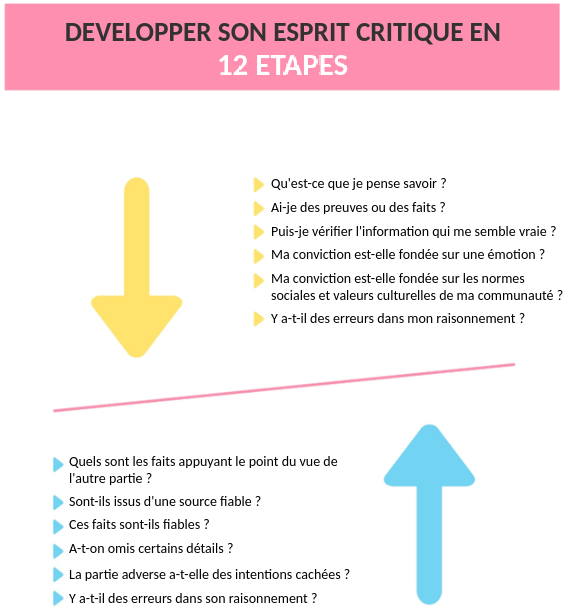 DEVELOPPER SON ESPRIT CRITIQUE EN
12 ETAPES
Qu'est-ce que je pense savoir ?
Ai-je des preuves ou des faits ?
Puis-je vérifier l'information qui me semble vraie ?
Ma conviction est-elle fondée sur une émotion ?
Ma conviction est-elle fondée sur les normes
sociales et valeurs culturelles de ma communauté ?
Y a-t-il des erreurs dans mon raisonnement ?
Quels sont les faits appuyant le point du vue de
l'autre partie ?
Sont-ils issus d'une source fiable ?
Ces faits sont-ils fiables ?
A-t-on omis certains détails ?
La partie adverse a-t-elle des intentions cachées ?
Y a-t-il des erreurs dans son raisonnement ?